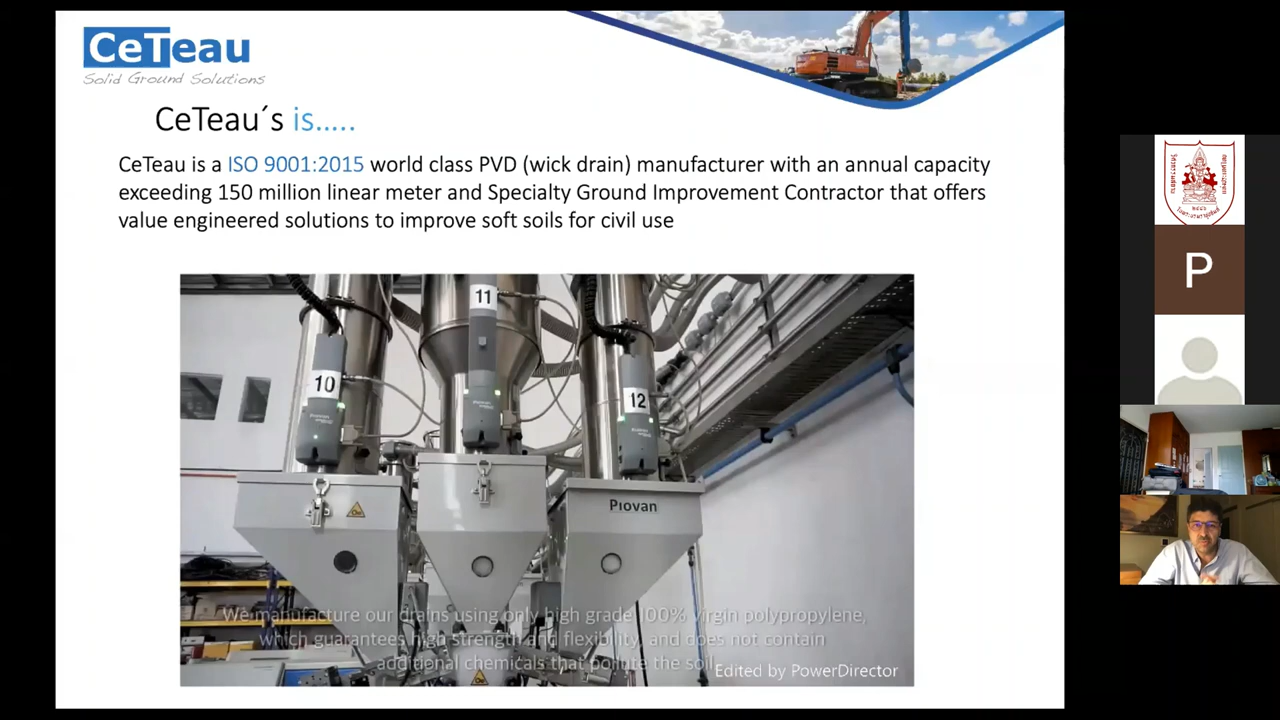 CeTeau
Solid Ground Solutions
CeTeau´s is.....
CeTeau is a ISO 9001:2015 world class PVD (wick drain) manufacturer with an annual capacity
exceeding 150 million linear meter and Specialty Ground Improvement Contractor that offers
value engineered solutions to improve soft soils for civil use
11
10
12
Piovan
We manufacture our drains using only high grade 100% virgin polypropylene,
which guarantees high strength and flexibility, and does not contain
additional chemicals that pollute the soil.
Edited by PowerDirector
P